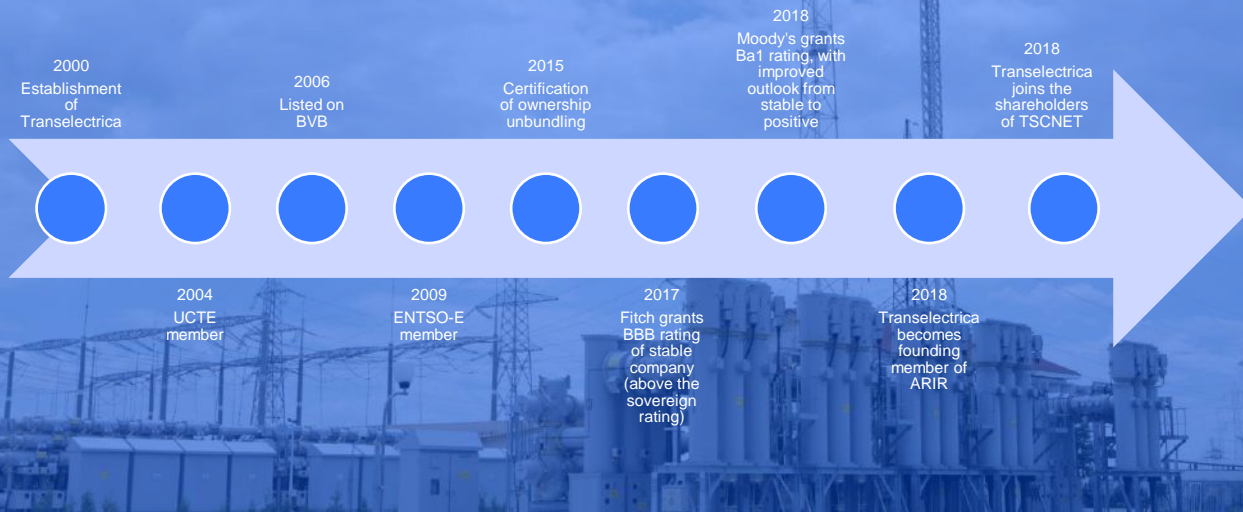 2000
Establishment
of
Transelectrica
2004
UCTE
member
2006
Listed on
BVB
2009
ENTSO-E
member
2015
Certification
of ownership
unbundling
2017
Fitch grants
BBB rating
of stable
company
(above the
sovereign
rating)
2018
Moody's grants
Ba1 rating, with
improved
outlook from
stable to
positive
2018
Transelectrica
becomes
founding
member of
ARIR
2018
Transelectrica
joins the
shareholders
of TSCNET